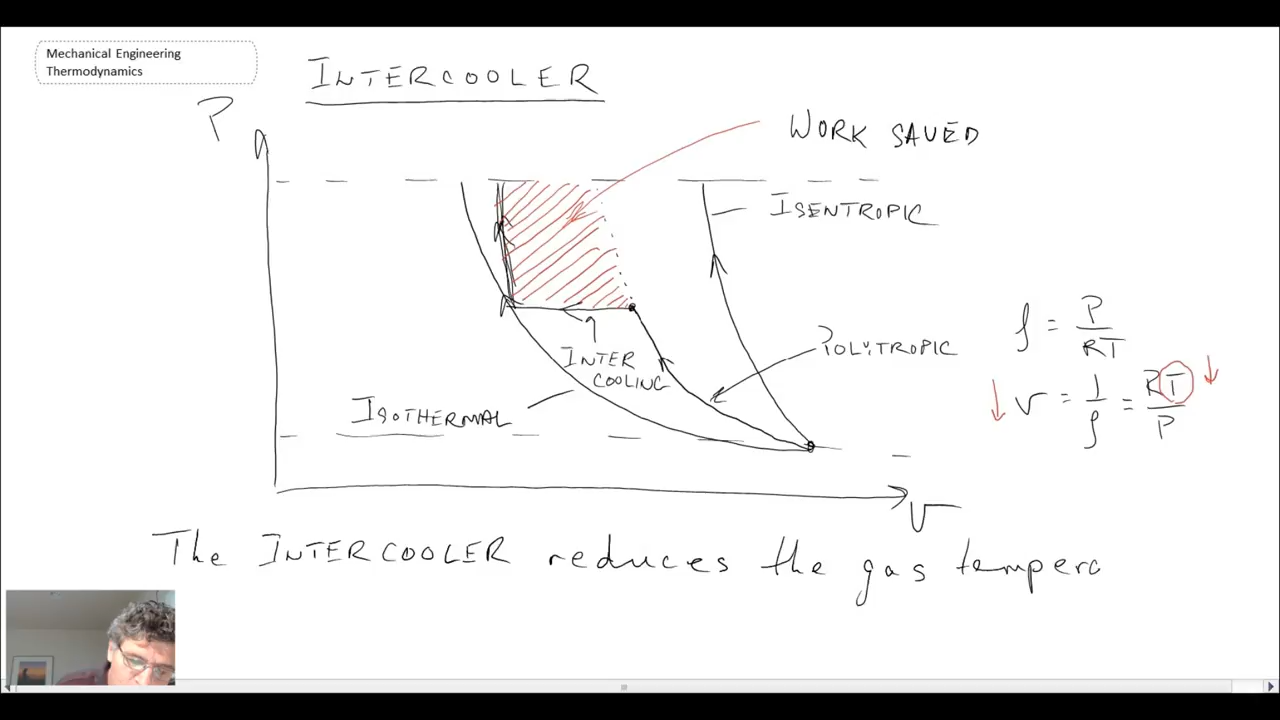 Mechanical Engineering
Thermodynamics
INTERCOOLER
P
WORK SAVED
ISENTROPIC
ρ = P / RT
POLYTROPIC
INTER
COOLING
v = 1 / ρ = RT / P
ISOTHERMAL
v
The INTERCOOLER reduces the gas tempera